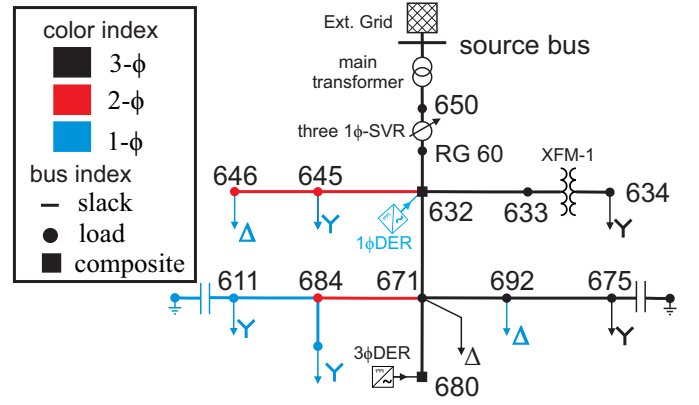 color index
3-ϕ
2-ϕ
1-ϕ
bus index
slack
load
composite
Ext. Grid
source bus
main
transformer
650
three 1ϕ-SVR
RG 60
XFM-1
646
645
632
633
634
Δ
Y
1ϕDER
Y
611
684
671
692
675
Y
Y
Δ
Δ
Y
3ϕDER
680